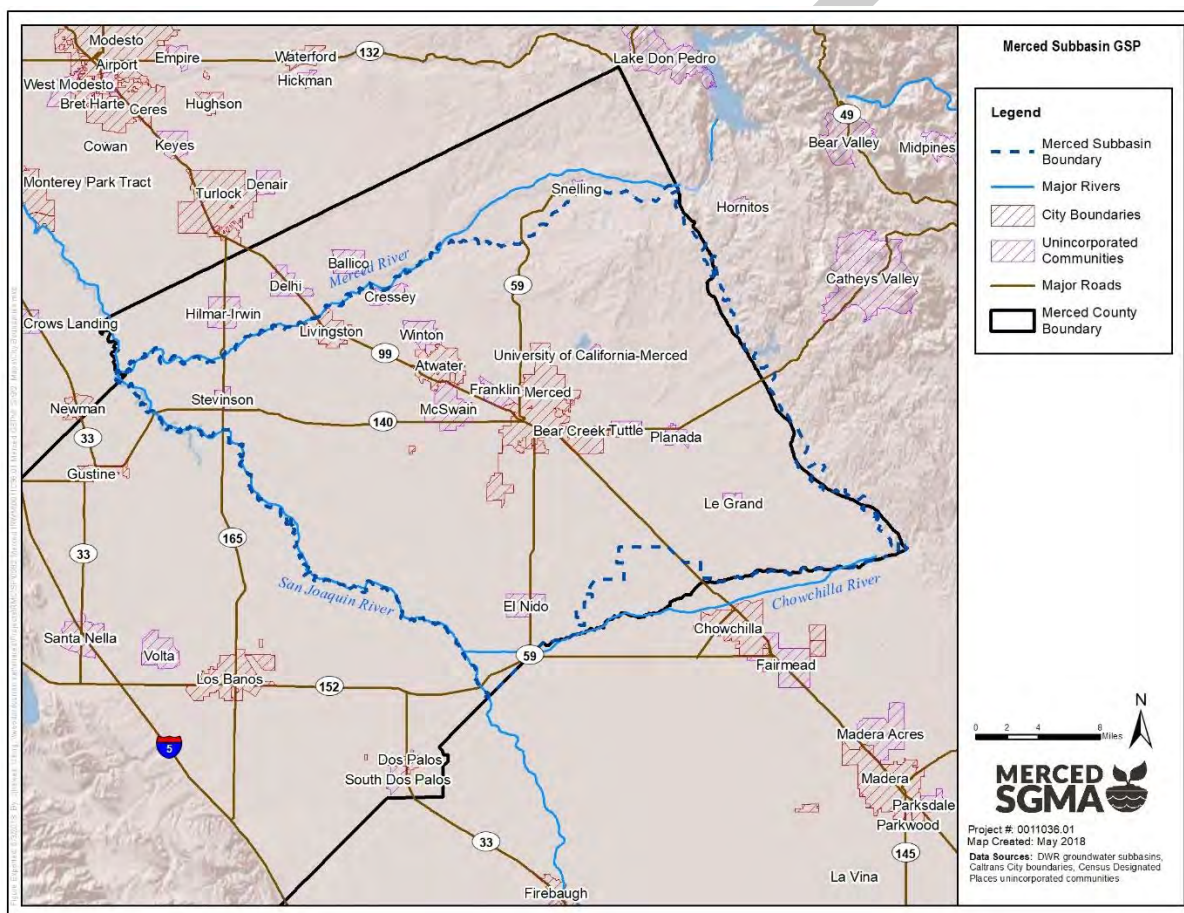 Modesto
Airport
Empire
Waterford
132
Lake Don Pedro
Hickman
West Modesto
Bret Harte
Ceres
Hughson
49
Bear Valley
Midpines
Cowan
Keyes
Monterey Park Tract
Turlock
Denair
Snelling
Hornitos
Ballico
Merced River
Catheys Valley
Delhi
Cressey
59
Hilmar-Irwin
Crows Landing
Livingston
Winton
99
University of California-Merced
Atwater
Franklin
Merced
Newman
Stevinson
McSwain
140
Bear Creek
Tuttle
Planada
33
Gustine
Le Grand
33
165
San Joaquin River
El Nido
Chowchilla River
Chowchilla
Santa Nella
Volta
59
Fairmead
Los Banos
152
5
Madera Acres
Dos Palos
South Dos Palos
Madera
Parksdale
Parkwood
33
145
La Vina
Firebaugh
Merced Subbasin GSP
Legend
Merced Subbasin
Boundary
Major Rivers
City Boundaries
Unincorporated
Communities
Major Roads
Merced County
Boundary
N
0 2 4 8
Miles
MERCED
SGMA
Project #: 0011036.01
Map Created: May 2018
Data Sources: DWR groundwater subbasins,
Caltrans City boundaries, Census Designated
Places unincorporated communities